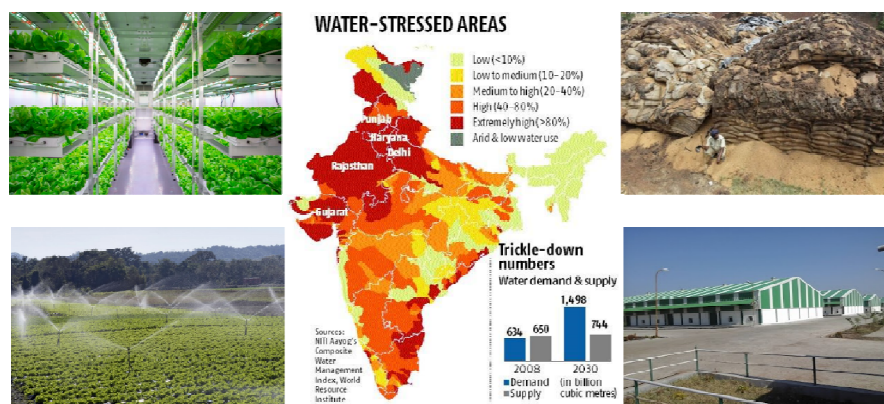 WATER-STRESSED AREAS
Low (<10%)
Low to medium (10-20%)
Medium to high (20-40%)
High (40-80%)
Extremely high (>80%)
Arid & low water use
Punjab
Haryana
Delhi
Rajasthan
Gujarat
Sources:
Niti Aayog's
Composite
Water
Management
Index, World
Resource
Institute
Trickle-down
numbers
Water demand & supply
1,498
634 650 744
2008 2030
Demand (in billion
Supply cubic metres)